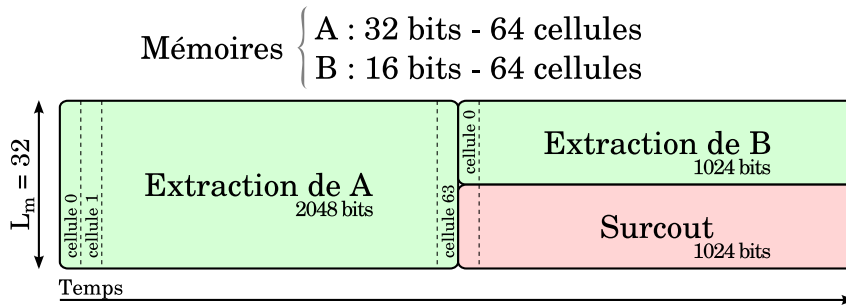 Mémoires
A : 32 bits - 64 cellules
B : 16 bits - 64 cellules
L_m = 32
cellule 0
cellule 1
Extraction de A
2048 bits
cellule 63
cellule 0
Extraction de B
1024 bits
Surcout
1024 bits
Temps